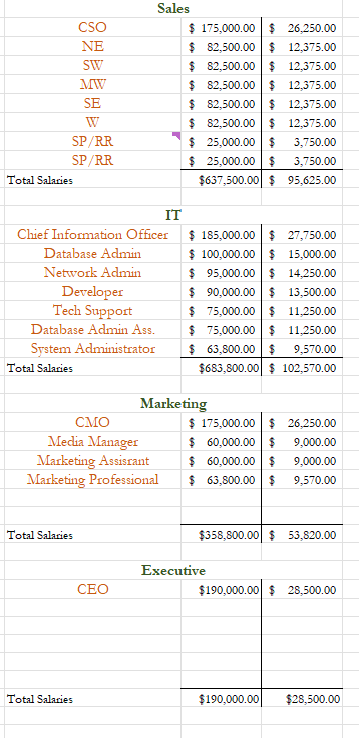 Sales
CSO $ 175,000.00 $ 26,250.00
NE $ 82,500.00 $ 12,375.00
SW $ 82,500.00 $ 12,375.00
MW $ 82,500.00 $ 12,375.00
SE $ 82,500.00 $ 12,375.00
W $ 82,500.00 $ 12,375.00
SP/RR $ 25,000.00 $ 3,750.00
SP/RR $ 25,000.00 $ 3,750.00
Total Salaries $637,500.00 $ 95,625.00
IT
Chief Information Officer $ 185,000.00 $ 27,750.00
Database Admin $ 100,000.00 $ 15,000.00
Network Admin $ 95,000.00 $ 14,250.00
Developer $ 90,000.00 $ 13,500.00
Tech Support $ 75,000.00 $ 11,250.00
Database Admin Ass. $ 75,000.00 $ 11,250.00
System Administrator $ 63,800.00 $ 9,570.00
Total Salaries $683,800.00 $ 102,570.00
Marketing
CMO $ 175,000.00 $ 26,250.00
Media Manager $ 60,000.00 $ 9,000.00
Marketing Assisrant $ 60,000.00 $ 9,000.00
Marketing Professional $ 63,800.00 $ 9,570.00
Total Salaries $358,800.00 $ 53,820.00
Executive
CEO $190,000.00 $ 28,500.00
Total Salaries $190,000.00 $28,500.00